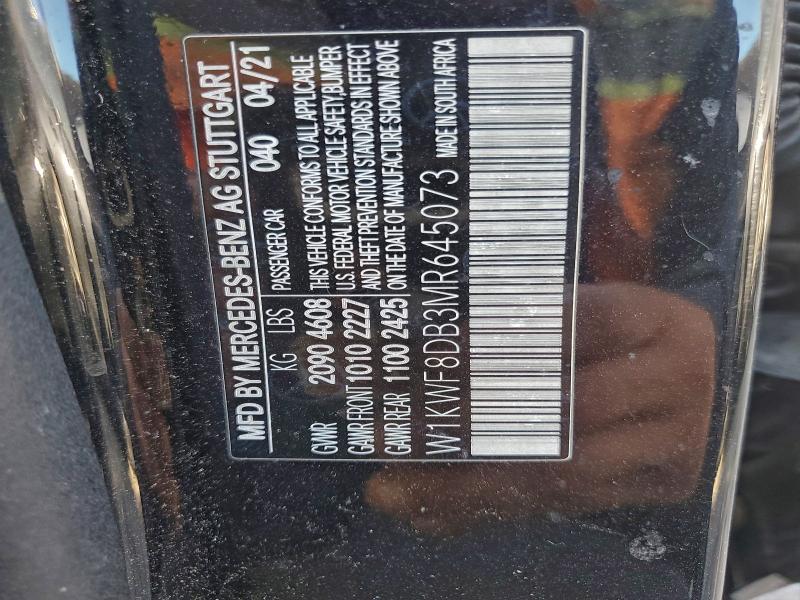 MFD BY MERCEDES-BENZ AG STUTTGART
KG LBS PASSENGER CAR 040 04/21
GVWR 2090 4608 THIS VEHICLE CONFORMS TO ALL APPLICABLE
GAWR FRONT 1010 2227 U.S. FEDERAL MOTOR VEHICLE SAFETY, BUMPER
GAWR REAR 1100 2425 AND THEFT PREVENTION STANDARDS IN EFFECT
ON THE DATE OF MANUFACTURE SHOWN ABOVE
W1KWF8DB3MR645073 MADE IN SOUTH AFRICA